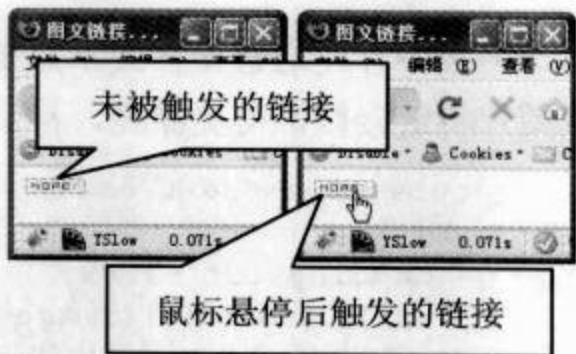 图文链接...
图文链接...
编辑 (E) 查看 (V)
未被触发的链接
Disable Cookies
MORE
MORE
YSlow 0.071s
YSlow 0.071s
鼠标悬停后触发的链接